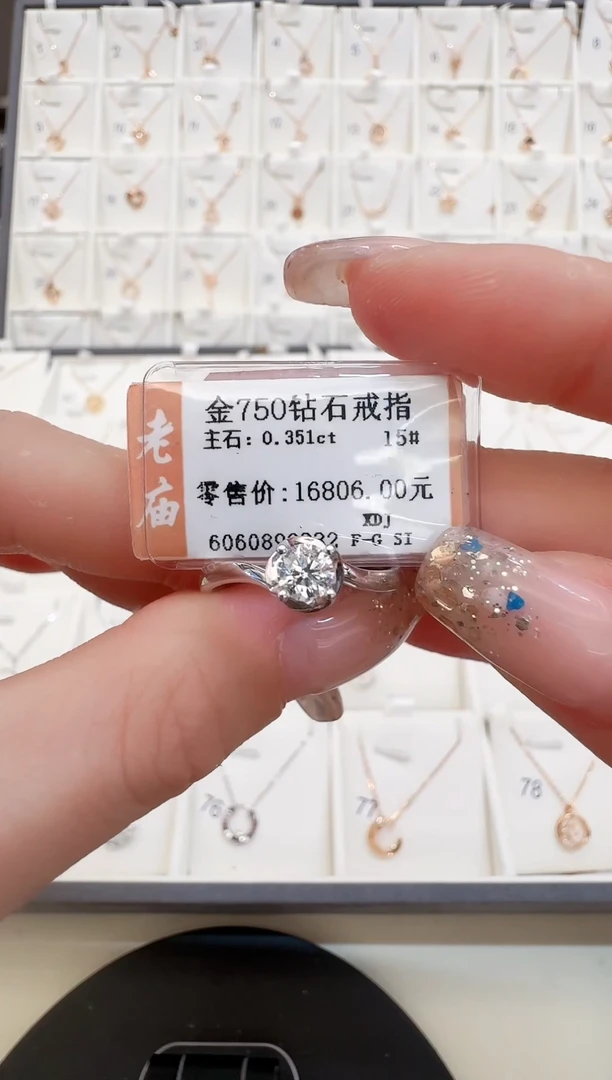 老庙
金750钻石戒指
主石：0.351ct 15#
零售价:16806.00元
XDJ
F-G SI
76
77
78